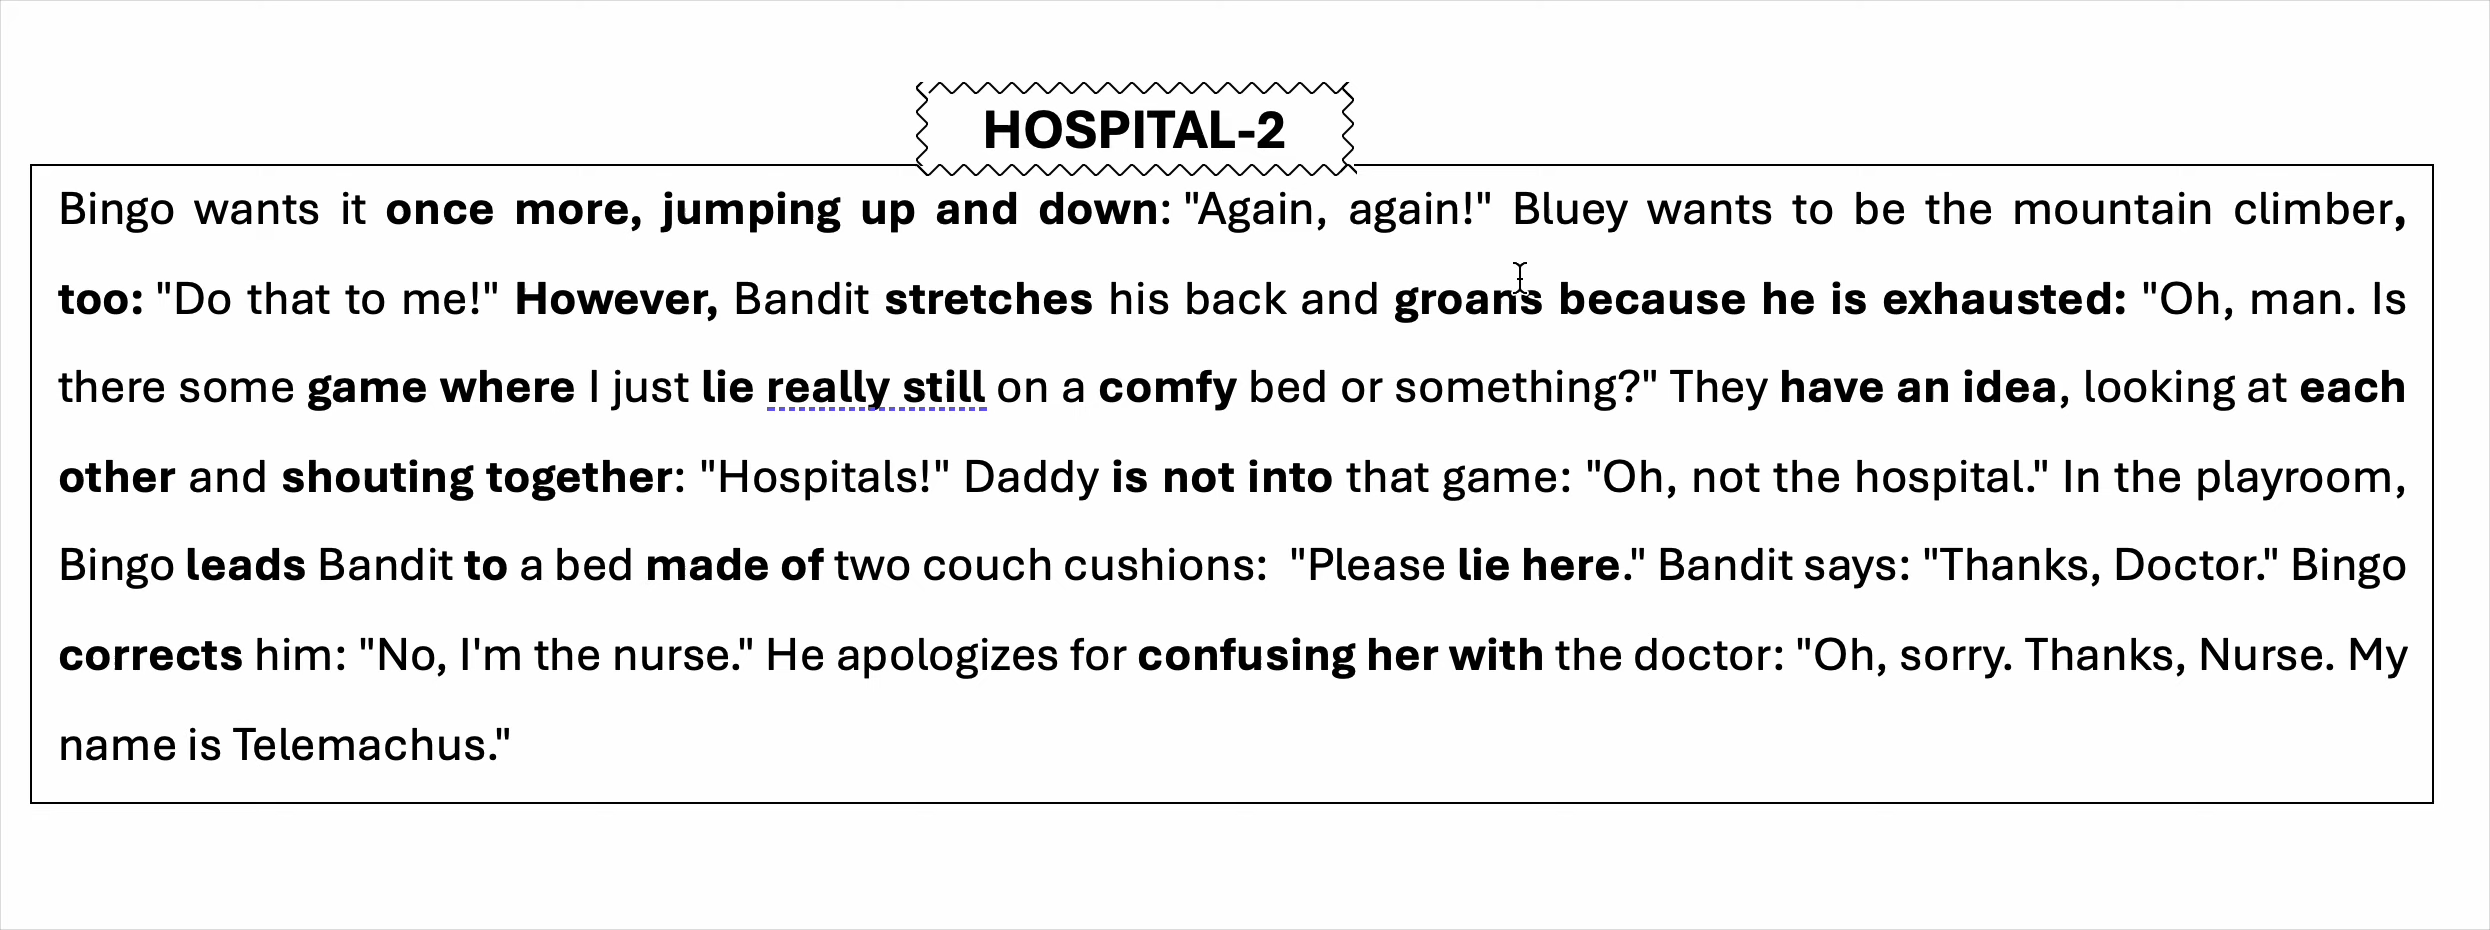 HOSPITAL-2
Bingo wants it once more, jumping up and down: "Again, again!" Bluey wants to be the mountain climber,
too: "Do that to me!" However, Bandit stretches his back and groans because he is exhausted: "Oh, man. Is
there some game where I just lie really still on a comfy bed or something?" They have an idea, looking at each
other and shouting together: "Hospitals!" Daddy is not into that game: "Oh, not the hospital." In the playroom,
Bingo leads Bandit to a bed made of two couch cushions:  "Please lie here." Bandit says: "Thanks, Doctor." Bingo
corrects him: "No, I'm the nurse." He apologizes for confusing her with the doctor: "Oh, sorry. Thanks, Nurse. My
name is Telemachus."